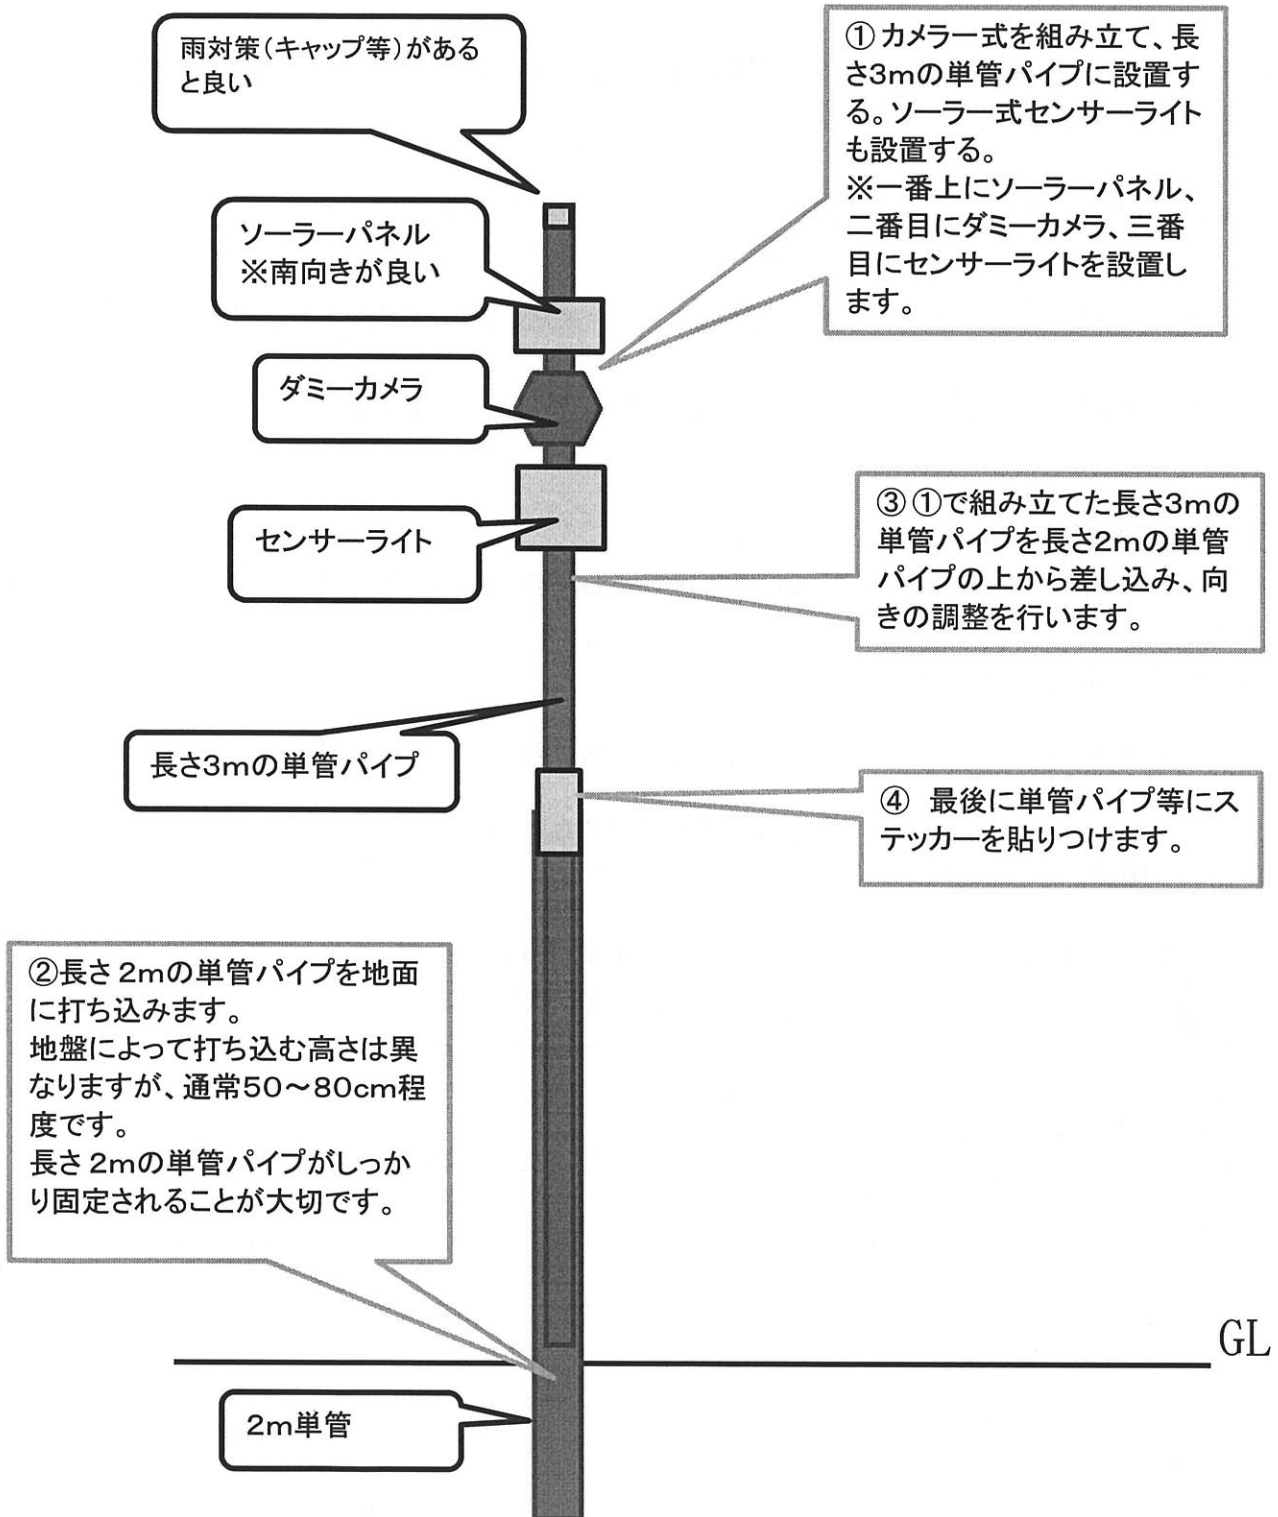 雨対策(キャップ等)がある
と良い
① カメラ一式を組み立て、長
さ3mの単管パイプに設置す
る。ソーラー式センサーライト
も設置する。
※一番上にソーラーパネル、
二番目にダミーカメラ、三番
目にセンサーライトを設置し
ます。
ソーラーパネル
※南向きが良い
ダミーカメラ
センサーライト
③ ①で組み立てた長さ3mの
単管パイプを長さ2mの単管
パイプの上から差し込み、向
きの調整を行います。
長さ3mの単管パイプ
④ 最後に単管パイプ等にス
テッカーを貼りつけます。
②長さ2mの単管パイプを地面
に打ち込みます。
地盤によって打ち込む高さは異
なりますが、通常50～80cm程
度です。
長さ2mの単管パイプがしっか
り固定されることが大切です。
GL
2m単管